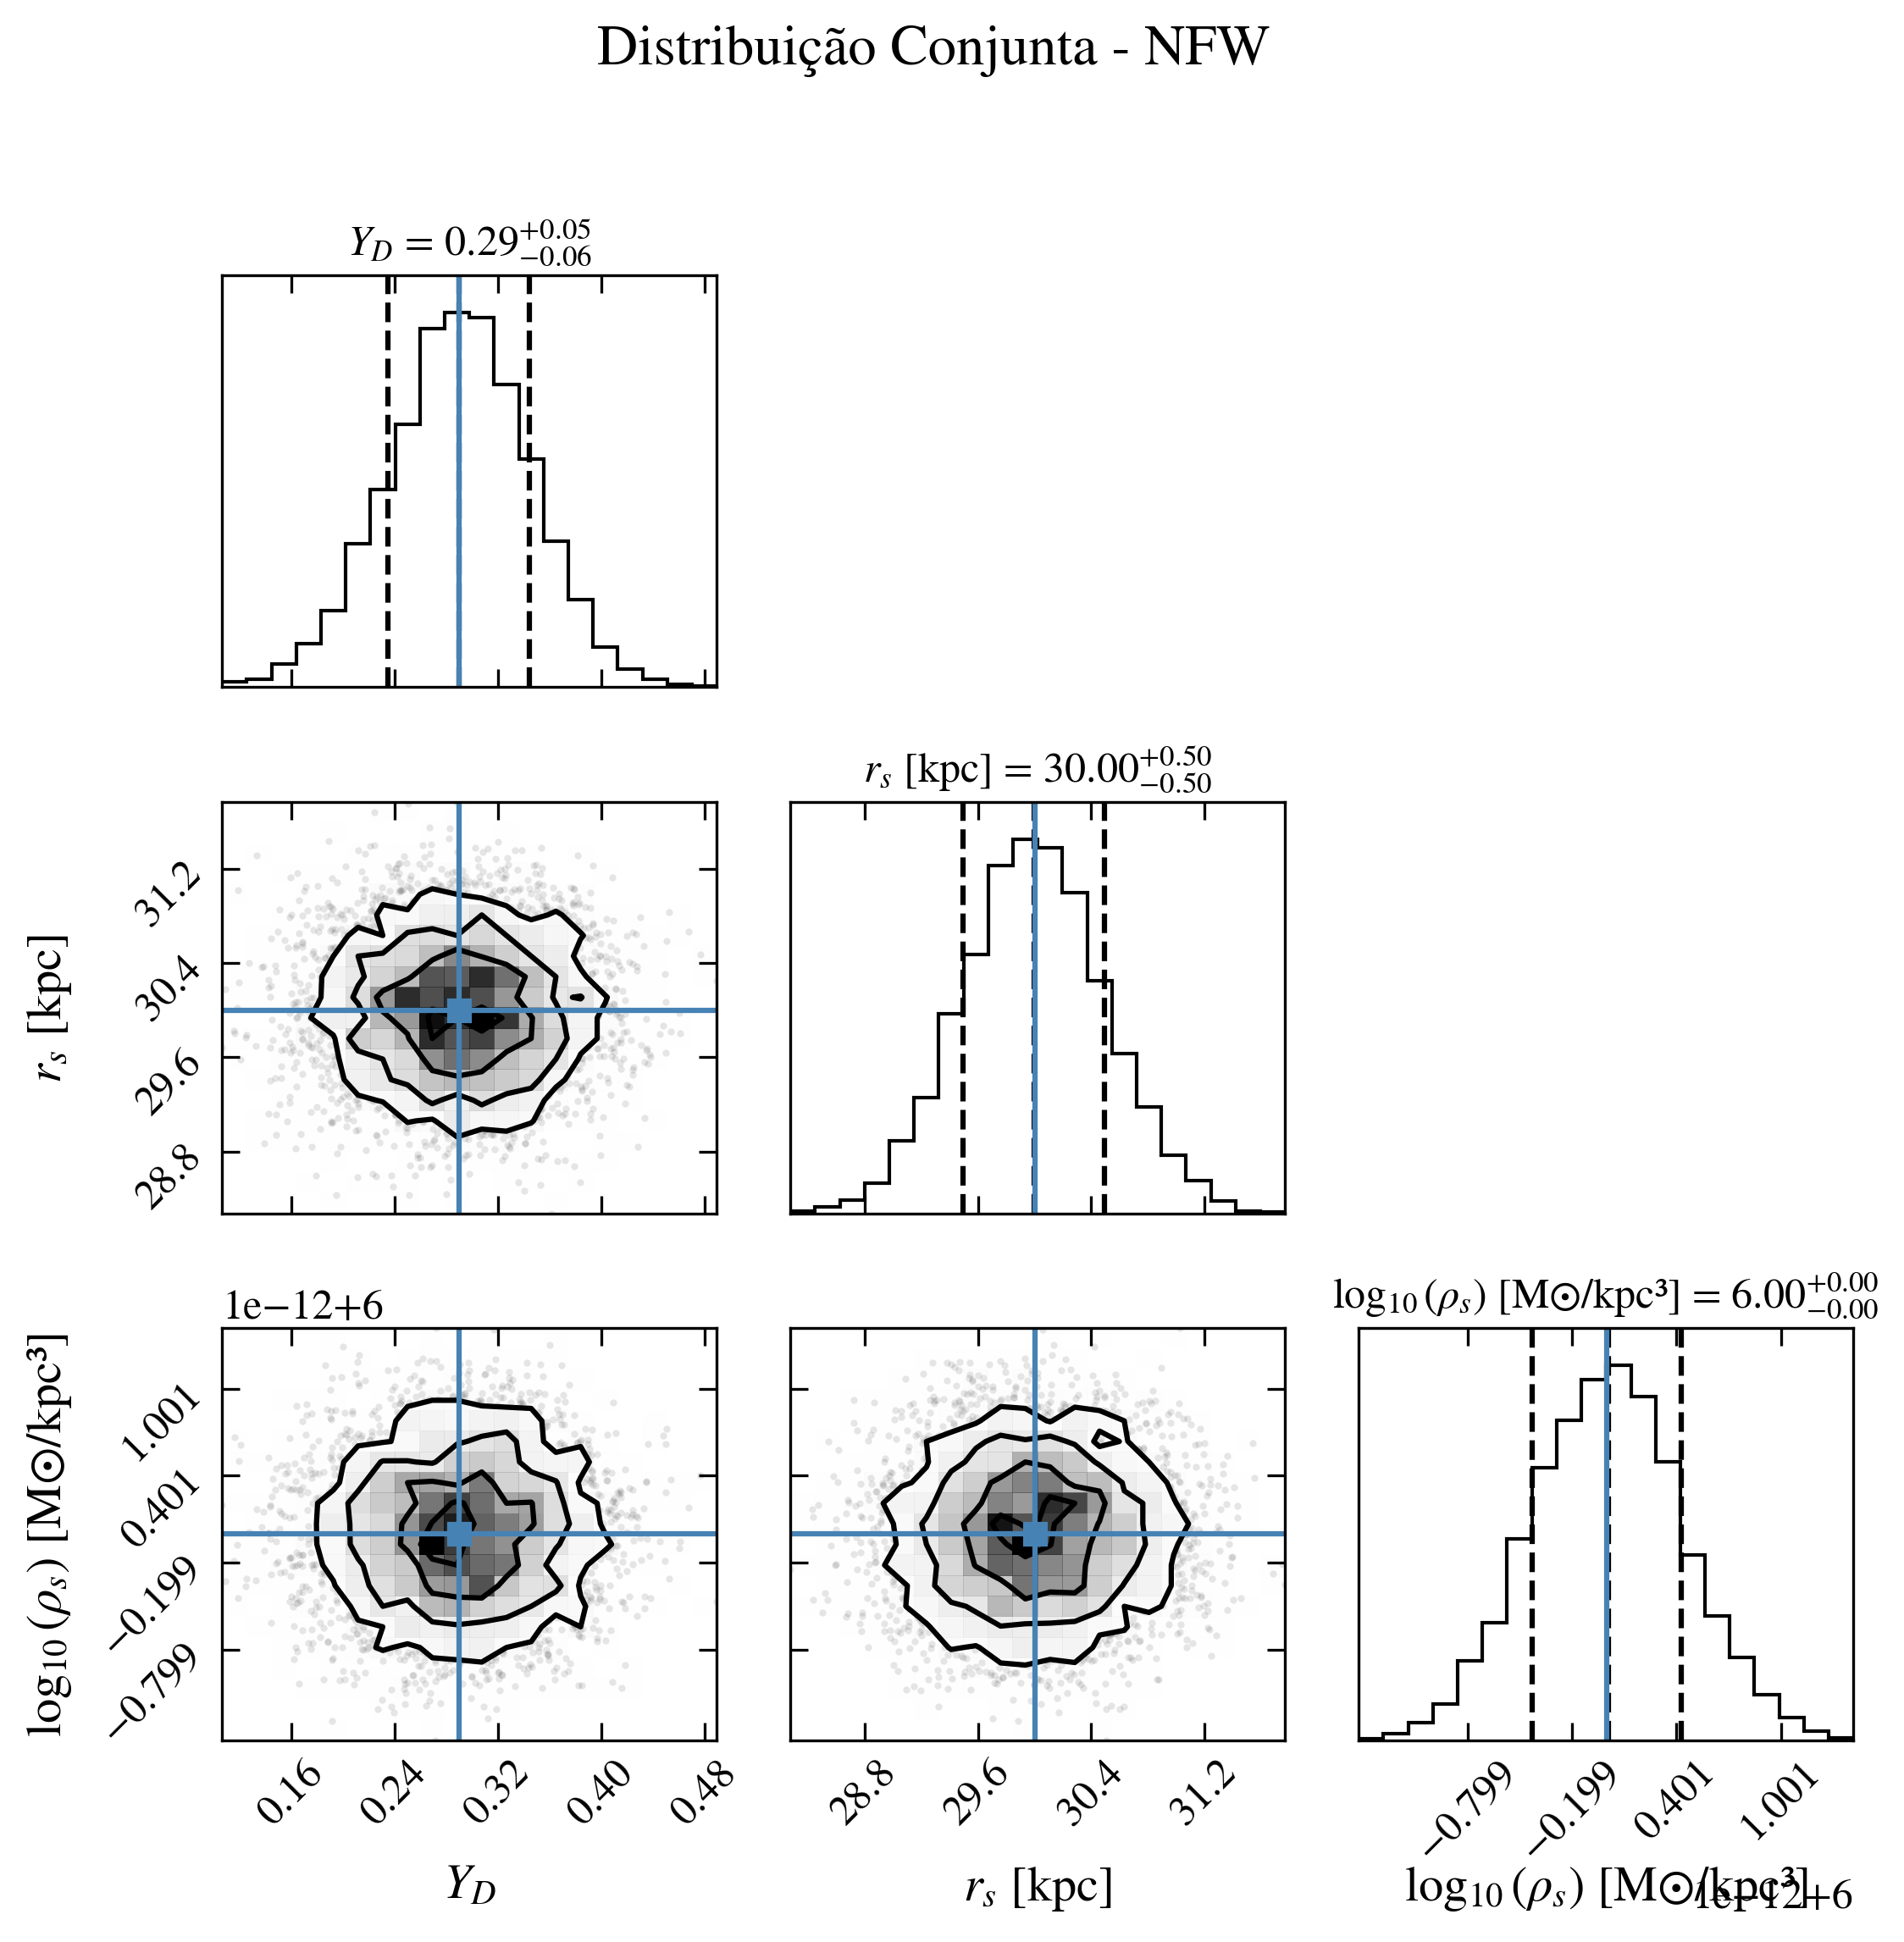 Distribuição Conjunta - NFW
Y_D = 0.29^{+0.05}_{-0.06}
r_s [kpc] = 30.00^{+0.50}_{-0.50}
r_s [kpc]
31.2
30.4
29.6
28.8
log₁₀(ρ_s) [M⊙/kpc³] = 6.00^{+0.00}_{-0.00}
1e−12+6
log₁₀(ρ_s) [M⊙/kpc³]
1.001
0.401
−0.199
−0.799
0.16 0.24 0.32 0.40 0.48
28.8 29.6 30.4 31.2
−0.799 −0.199 0.401 1.001
Y_D
r_s [kpc]
log₁₀(ρ_s) [M⊙/kpc³]
1e−12+6